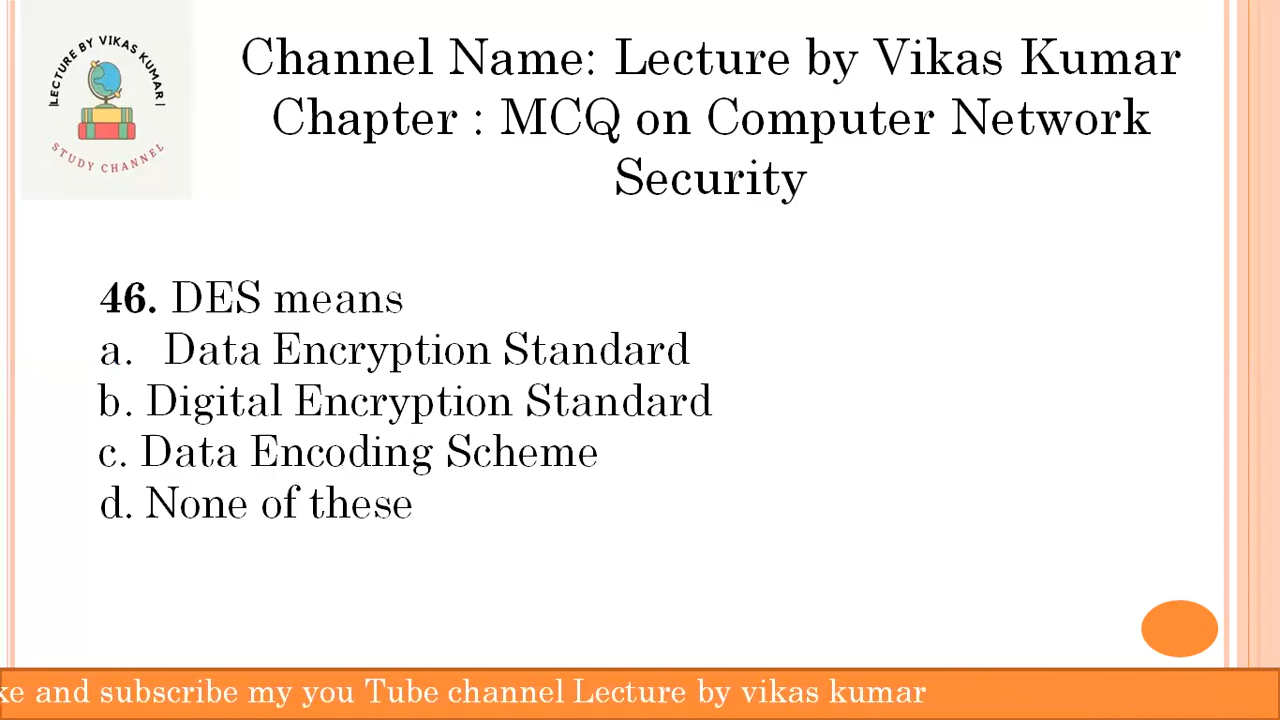 LECTURE BY VIKAS KUMAR
STUDY CHANNEL
Channel Name: Lecture by Vikas Kumar
Chapter : MCQ on Computer Network
Security
46. DES means
a. Data Encryption Standard
b. Digital Encryption Standard
c. Data Encoding Scheme
d. None of these
ke and subscribe my you Tube channel Lecture by vikas kumar